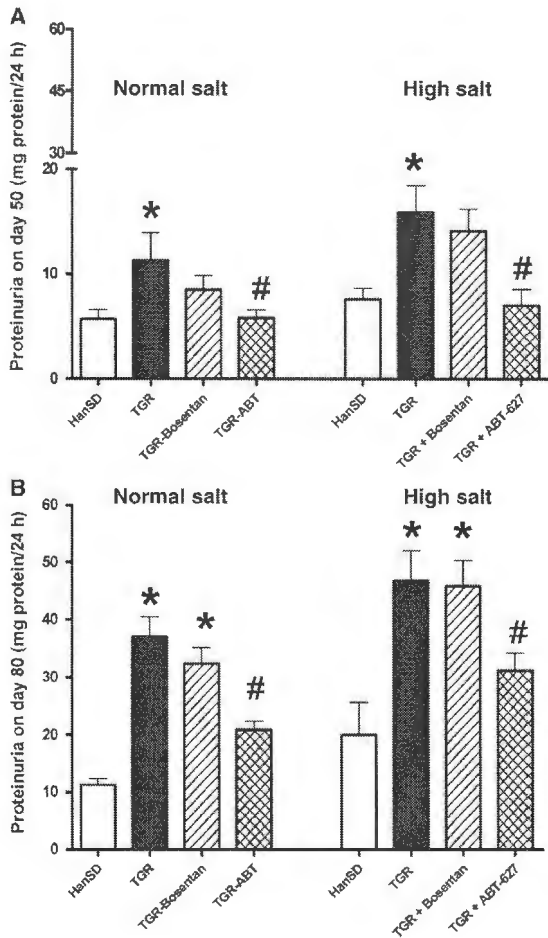 A
Proteinuria on day 50 (mg protein/24 h)
60
45
30
20
10
0
Normal salt
High salt
*
#
*
#
HanSD
TGR
TGR-Bosentan
TGR-ABT
HanSD
TGR
TGR + Bosentan
TGR + ABT-627
B
Proteinuria on day 80 (mg protein/24 h)
60
50
40
30
20
10
0
Normal salt
High salt
*
*
#
*
*
#
HanSD
TGR
TGR-Bosentan
TGR-ABT
HanSD
TGR
TGR + Bosentan
TGR + ABT-627